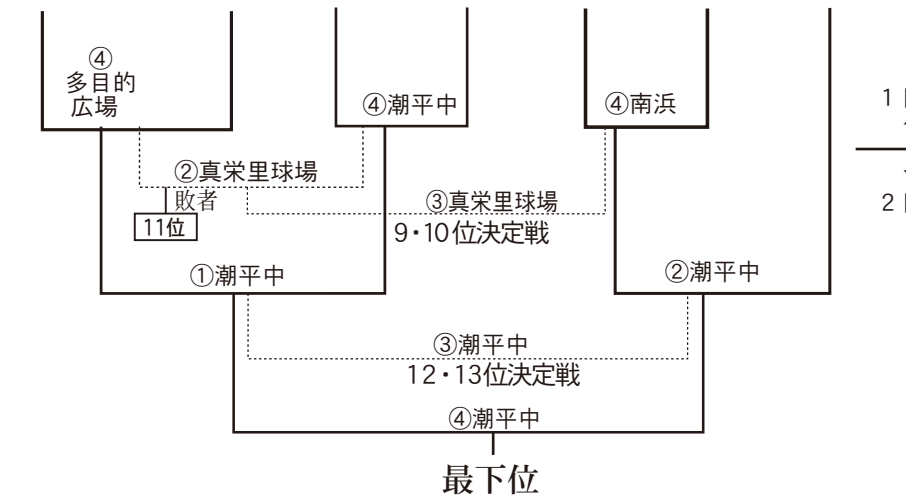 ④
多目的
広場
④潮平中
④南浜
1
②真栄里球場
敗者
11位
③真栄里球場
9・10位決定戦
2
①潮平中
②潮平中
③潮平中
12・13位決定戦
④潮平中
最下位